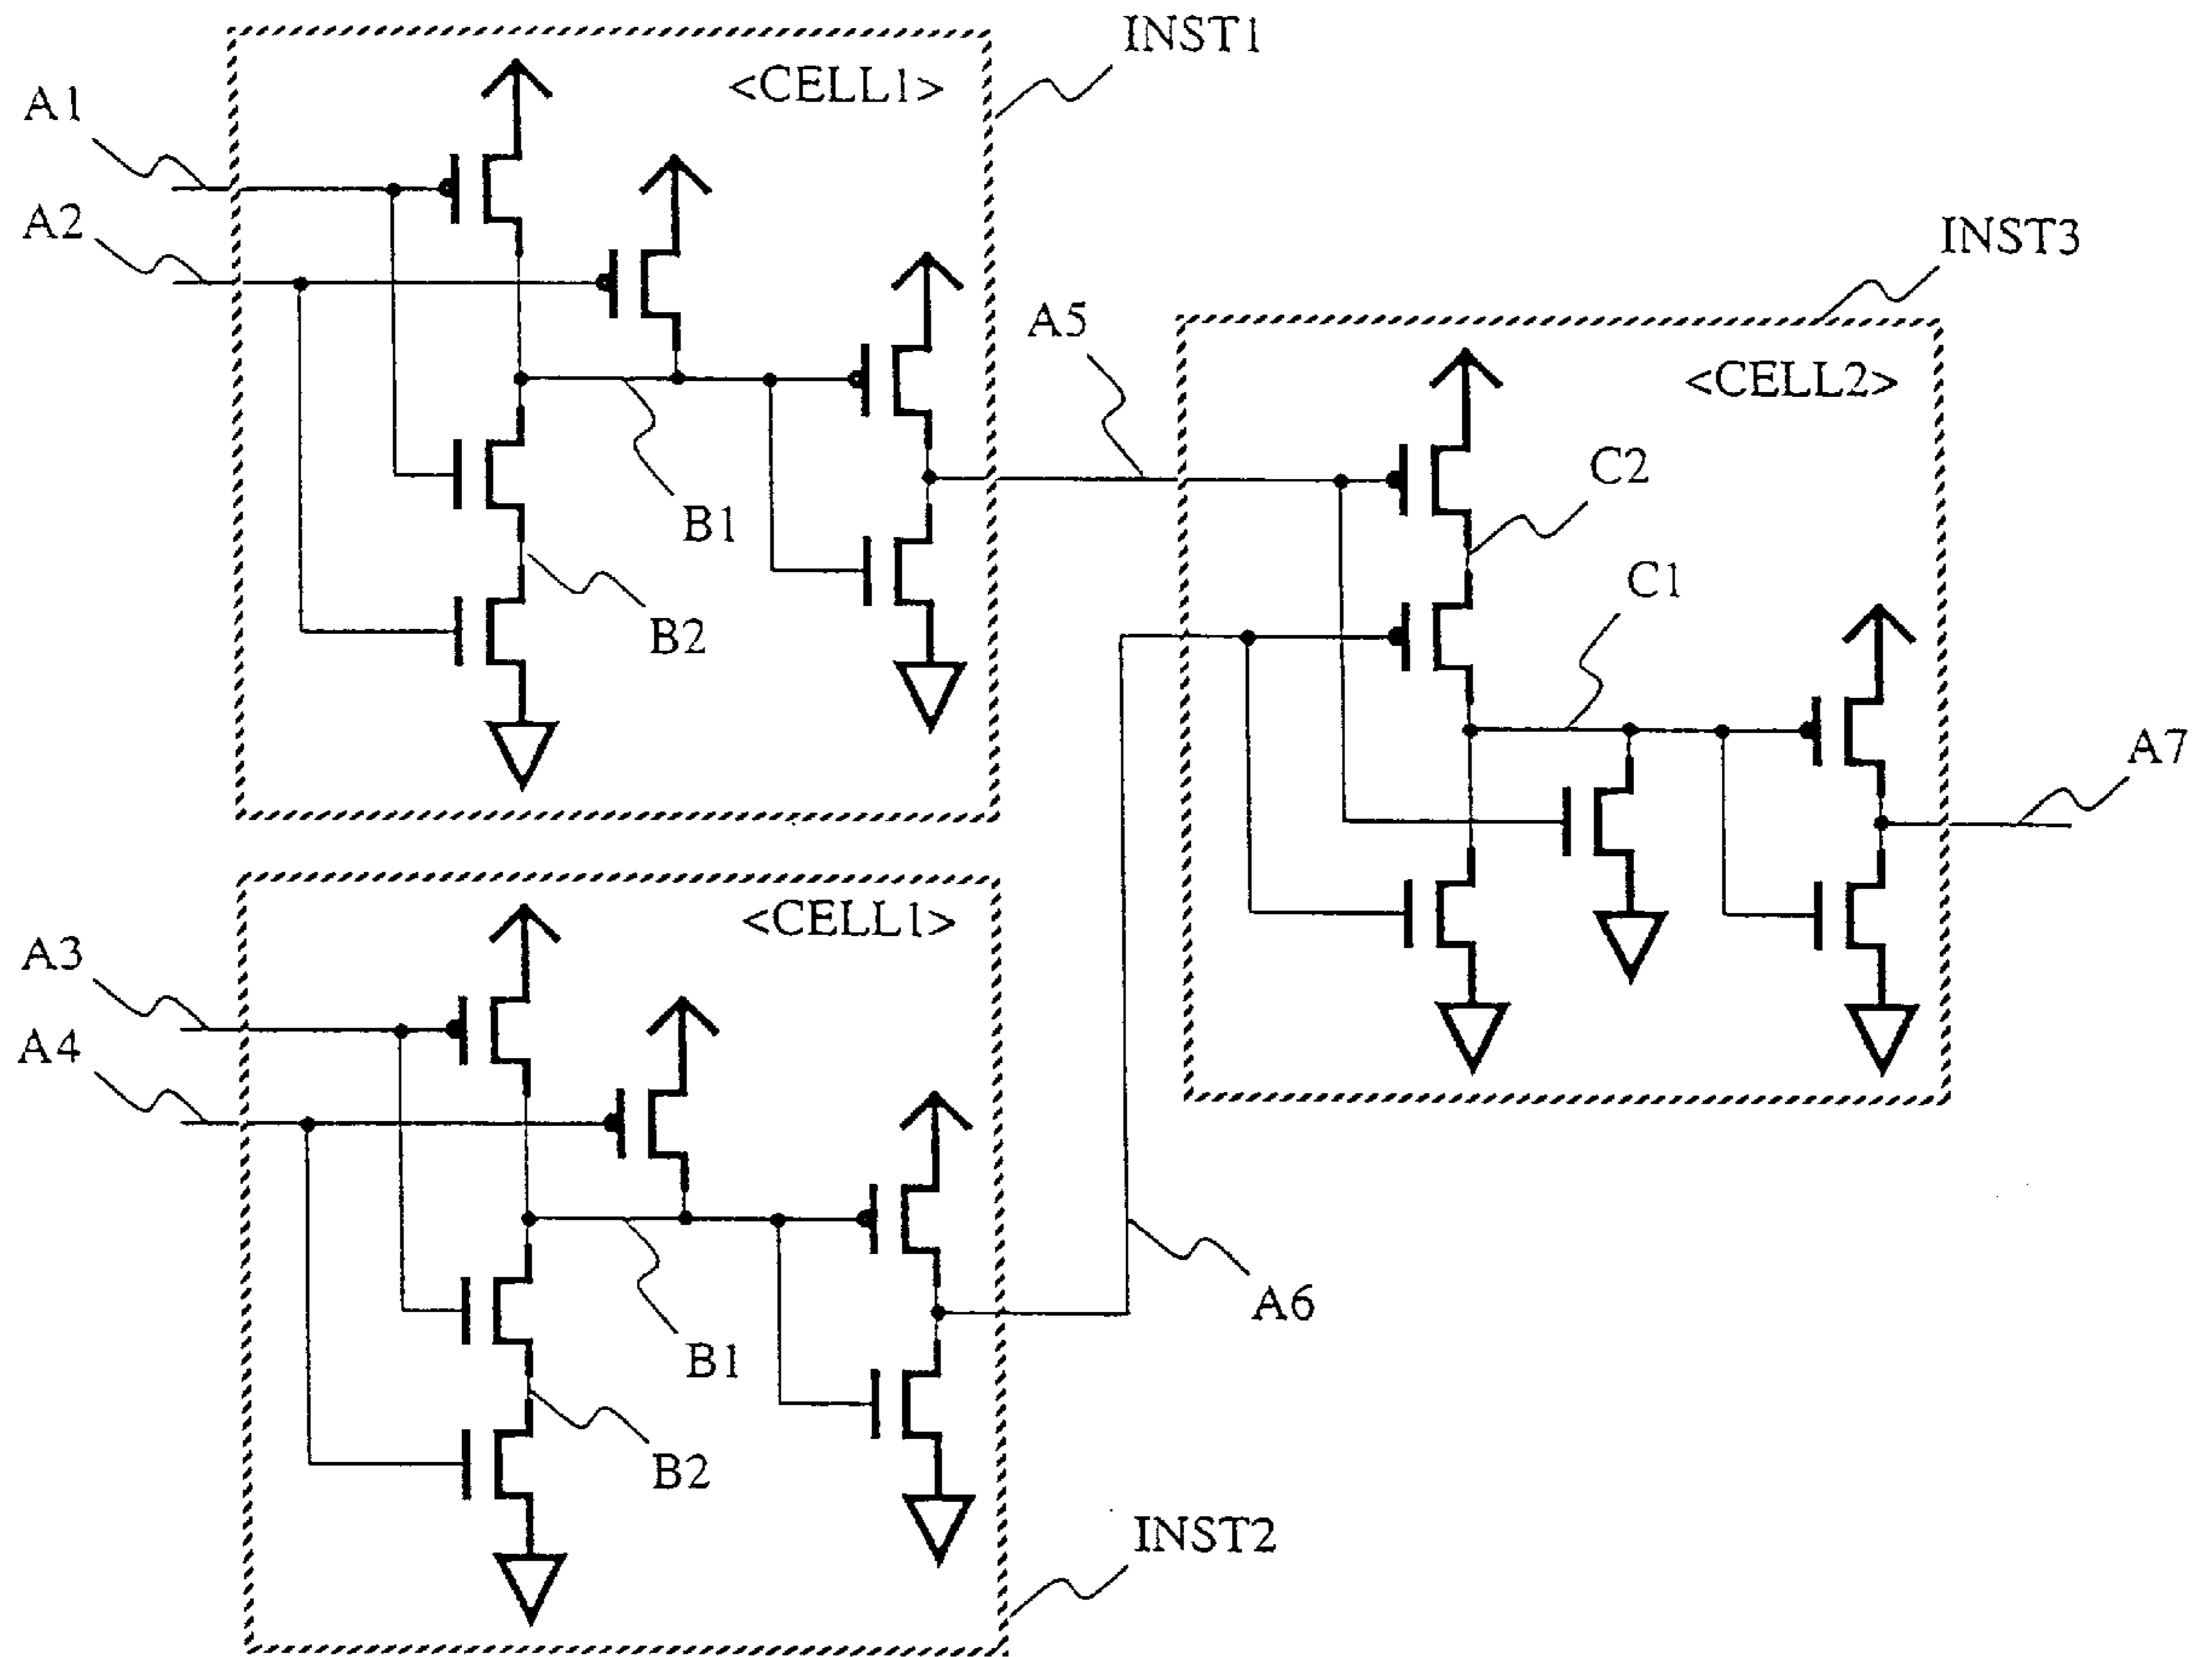 INST1
<CELL1>
A1
A2
INST3
A5
<CELL2>
C2
B1
C1
B2
A7
<CELL1>
A3
A4
A6
B1
B2
INST2